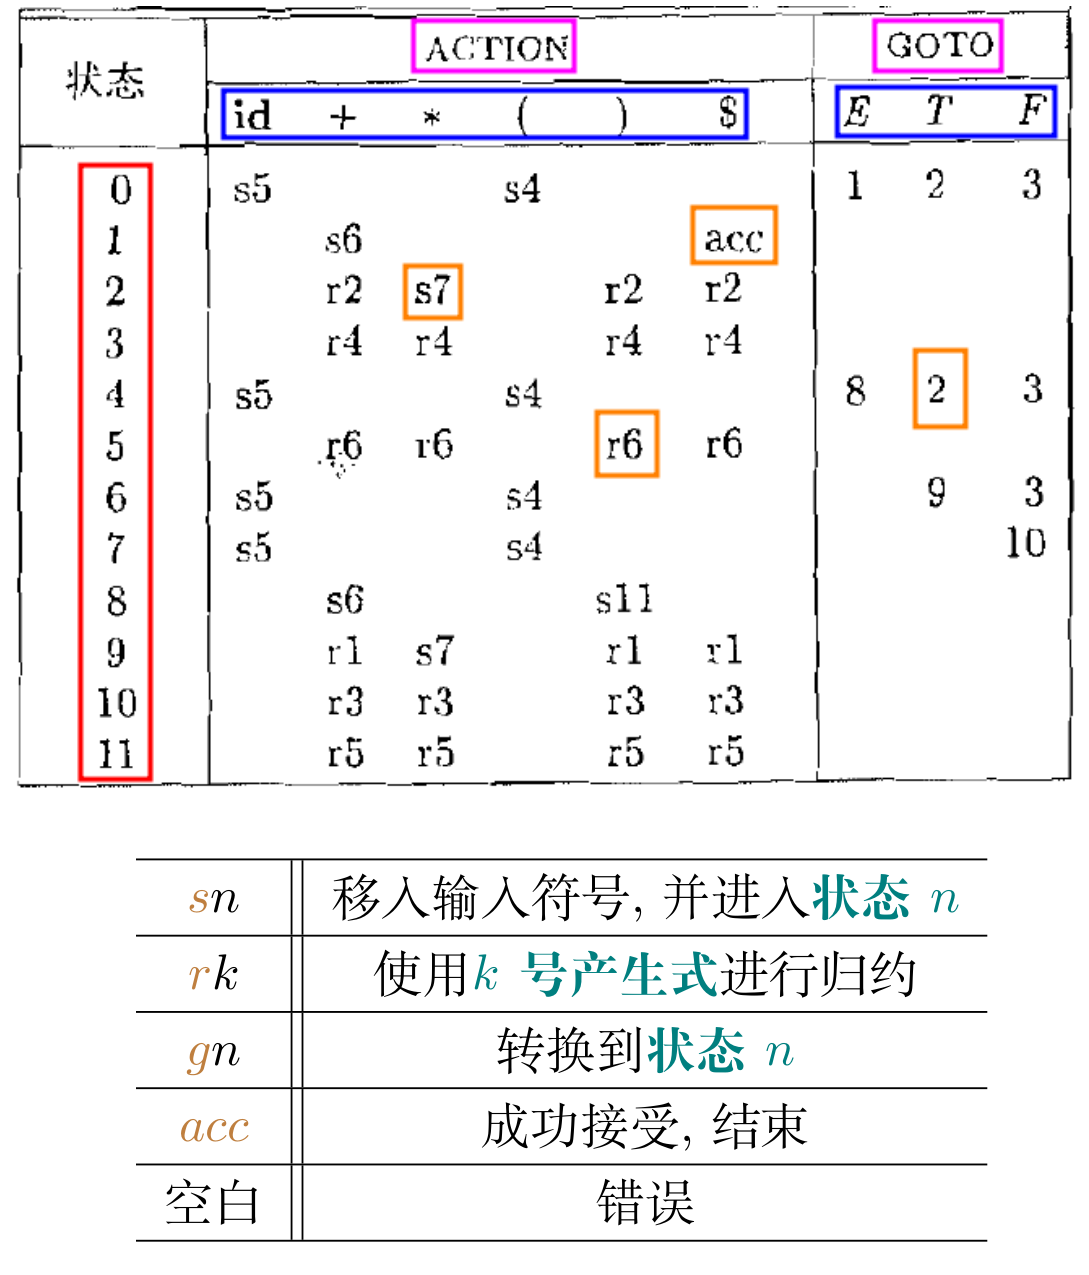 状态 ACTION GOTO
id + * ( ) $ E T F
0 s5 s4 1 2 3
1 s6 acc
2 r2 s7 r2 r2
3 r4 r4 r4 r4
4 s5 s4 8 2 3
5 r6 r6 r6 r6
6 s5 s4 9 3
7 s5 s4 10
8 s6 s11
9 r1 s7 r1 r1
10 r3 r3 r3 r3
11 r5 r5 r5 r5
sn 移入输入符号, 并进入状态 n
rk 使用k 号产生式进行归约
gn 转换到状态 n
acc 成功接受, 结束
空白 错误